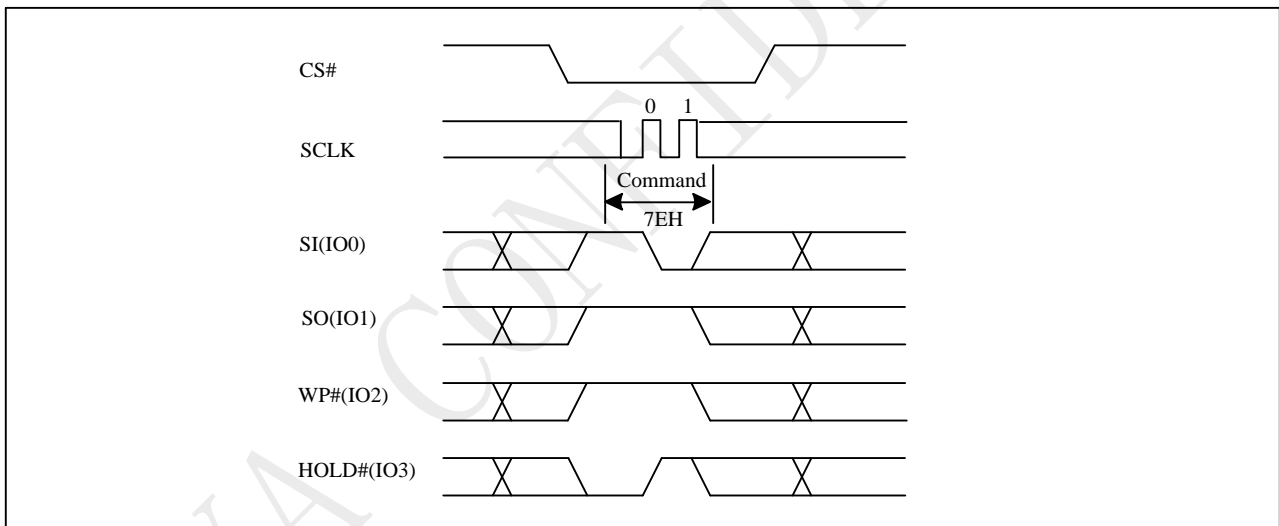 CS#
0 1
SCLK
Command
7EH
SI(IO0)
SO(IO1)
WP#(IO2)
HOLD#(IO3)